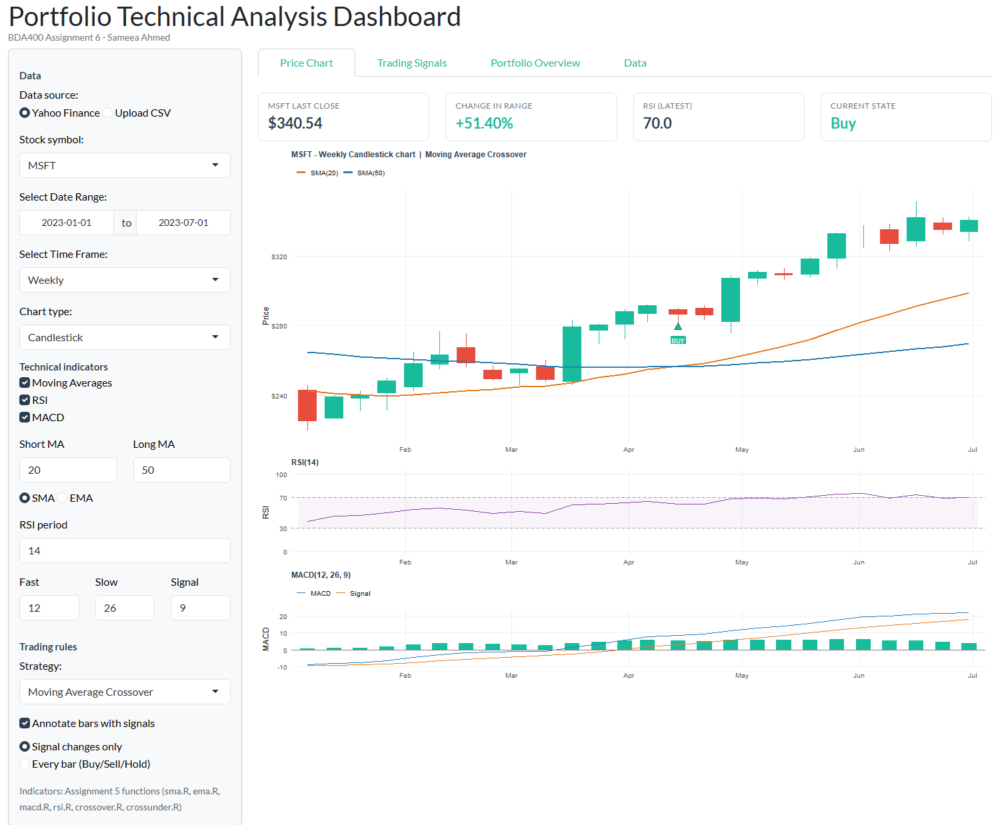 Portfolio Technical Analysis Dashboard
BDA400 Assignment 6 - Sameea Ahmed
Data
Data source:
Yahoo Finance Upload CSV
Stock symbol:
MSFT
Select Date Range:
2023-01-01 to 2023-07-01
Select Time Frame:
Weekly
Chart type:
Candlestick
Technical indicators
Moving Averages
RSI
MACD
Short MA Long MA
20 50
SMA EMA
RSI period
14
Fast Slow Signal
12 26 9
Trading rules
Strategy:
Moving Average Crossover
Annotate bars with signals
Signal changes only
Every bar (Buy/Sell/Hold)
Indicators: Assignment 5 functions (sma.R, ema.R,
macd.R, rsi.R, crossover.R, crossunder.R)
Price Chart Trading Signals Portfolio Overview Data
MSFT LAST CLOSE CHANGE IN RANGE RSI (LATEST) CURRENT STATE
$340.54 +51.40% 70.0 Buy
MSFT - Weekly Candlestick chart | Moving Average Crossover
SMA(20) SMA(50)
$320
Price
$280
BUY
$240
Feb Mar Apr May Jun Jul
RSI(14)
100
70
RSI
30
0
Feb Mar Apr May Jun Jul
MACD(12, 26, 9)
MACD Signal
20
10
MACD
0
-10
Feb Mar Apr May Jun Jul